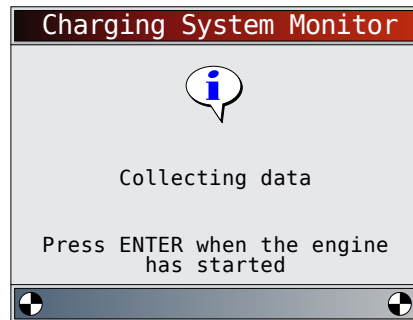 Charging System Monitor
i
Collecting data
Press ENTER when the engine
has started